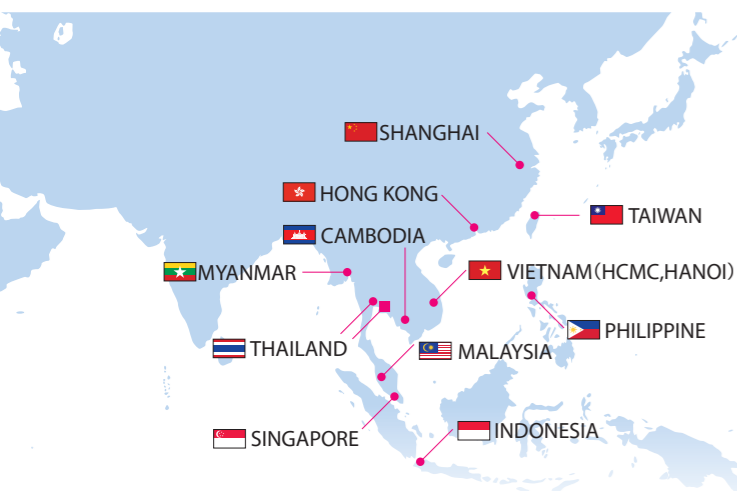 SHANGHAI
HONG KONG
TAIWAN
CAMBODIA
MYANMAR
VIETNAM(HCMC,HANOI)
PHILIPPINE
THAILAND
MALAYSIA
SINGAPORE
INDONESIA